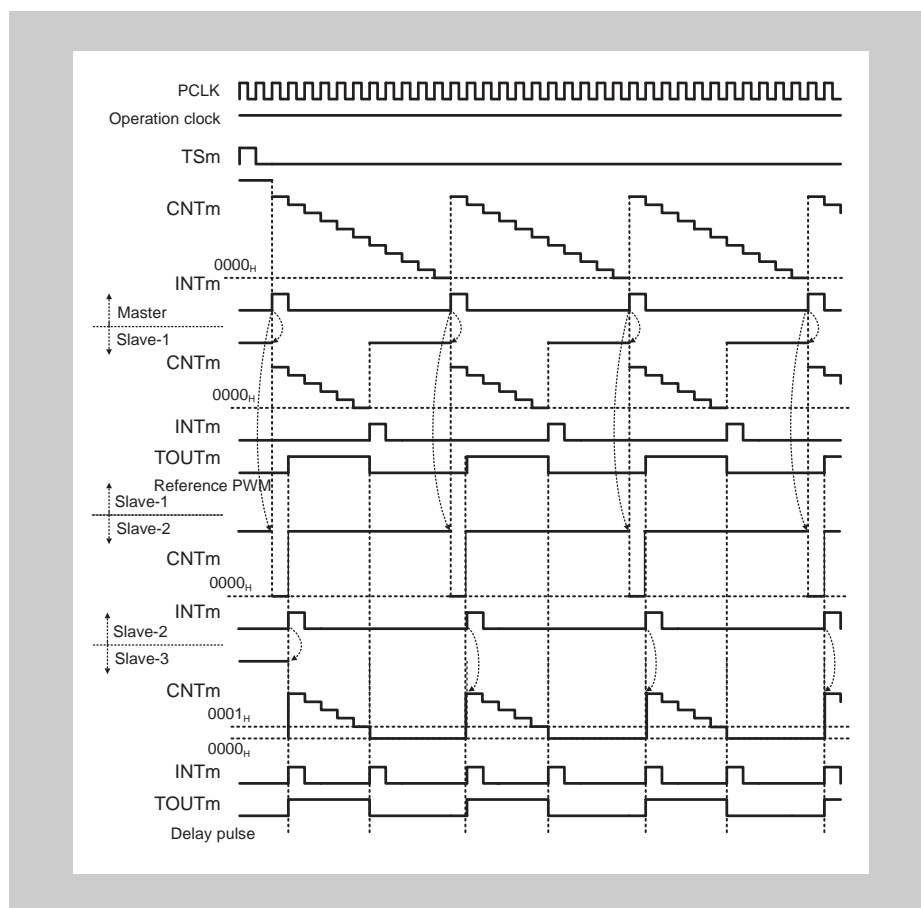 PCLK
Operation clock
TSm
CNTm
0000H
INTm
Master
Slave-1
CNTm
0000H
INTm
TOUTm
Reference PWM
Slave-1
Slave-2
CNTm
0000H
INTm
Slave-2
Slave-3
CNTm
0001H
0000H
INTm
TOUTm
Delay pulse